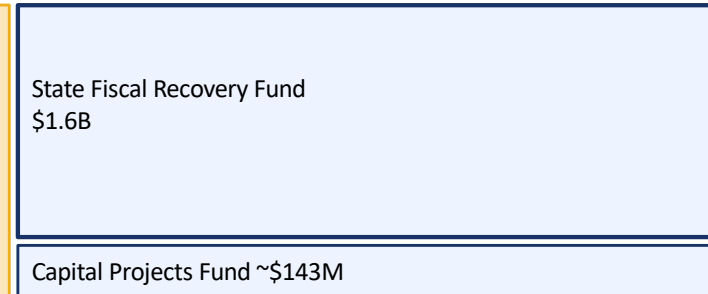 State Fiscal Recovery Fund
$1.6B
Capital Projects Fund ~$143M